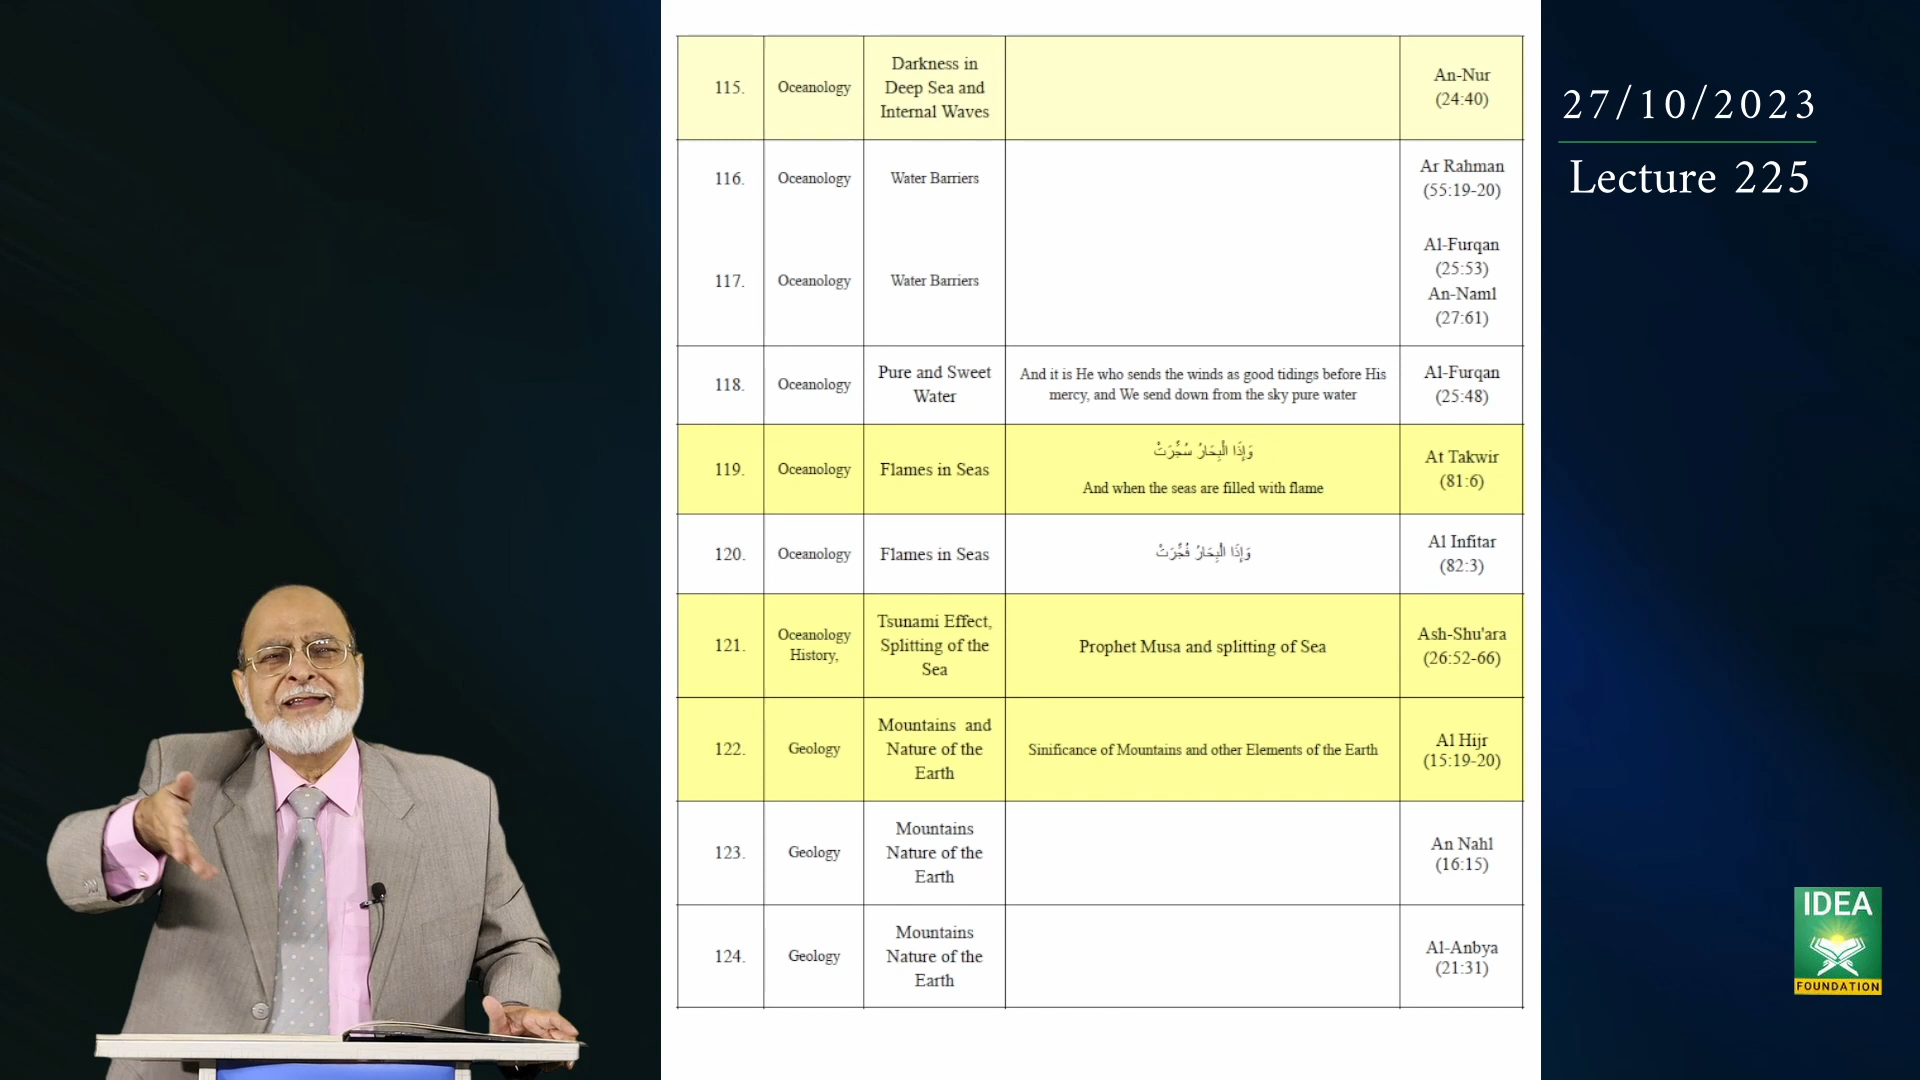 115.
Oceanology
Darkness in
Deep Sea and
Internal Waves
An-Nur
(24:40)
116.
Oceanology
Water Barriers
Ar Rahman
(55:19-20)
117.
Oceanology
Water Barriers
Al-Furqan
(25:53)
An-Naml
(27:61)
118.
Oceanology
Pure and Sweet
Water
And it is He who sends the winds as good tidings before His
mercy, and We send down from the sky pure water
Al-Furqan
(25:48)
119.
Oceanology
Flames in Seas
وَإِذَا الْبِحَارُ سُجِّرَتْ
And when the seas are filled with flame
At Takwir
(81:6)
120.
Oceanology
Flames in Seas
وَإِذَا الْبِحَارُ فُجِّرَتْ
Al Infitar
(82:3)
121.
Oceanology
History,
Tsunami Effect,
Splitting of the
Sea
Prophet Musa and splitting of Sea
Ash-Shu'ara
(26:52-66)
122.
Geology
Mountains and
Nature of the
Earth
Sinificance of Mountains and other Elements of the Earth
Al Hijr
(15:19-20)
123.
Geology
Mountains
Nature of the
Earth
An Nahl
(16:15)
124.
Geology
Mountains
Nature of the
Earth
Al-Anbya
(21:31)
27/10/2023
Lecture 225
IDEA
FOUNDATION